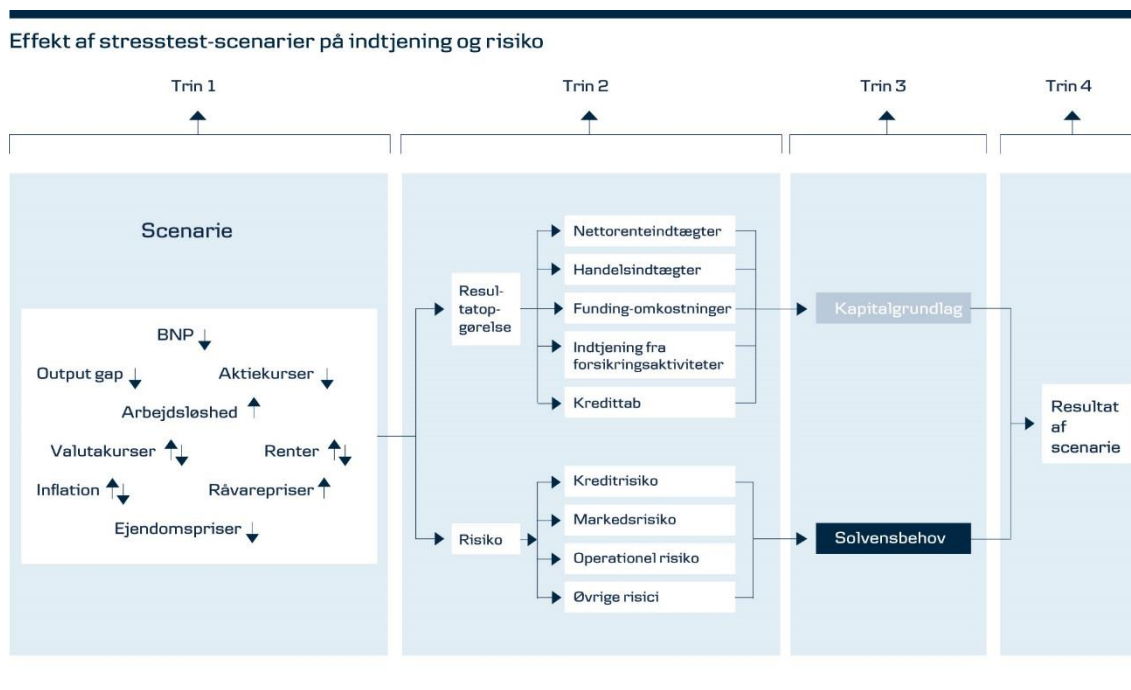 Effekt af stresstest-scenarier på indtjening og risiko
Trin 1
Trin 2
Trin 3
Trin 4
Scenarie
BNP
Output gap
Aktiekurser
Arbejdsløshed
Valutakurser
Renter
Inflation
Råvarepriser
Ejendomspriser
Resul-
tatop-
gørelse
Nettorenteindtægter
Handelsindtægter
Funding-omkostninger
Indtjening fra
forsikringsaktiviteter
Kredittab
Risiko
Kreditrisiko
Markedsrisiko
Operationel risiko
Øvrige risici
Kapitalgrundlag
Solvensbehov
Resultat
af
scenarie